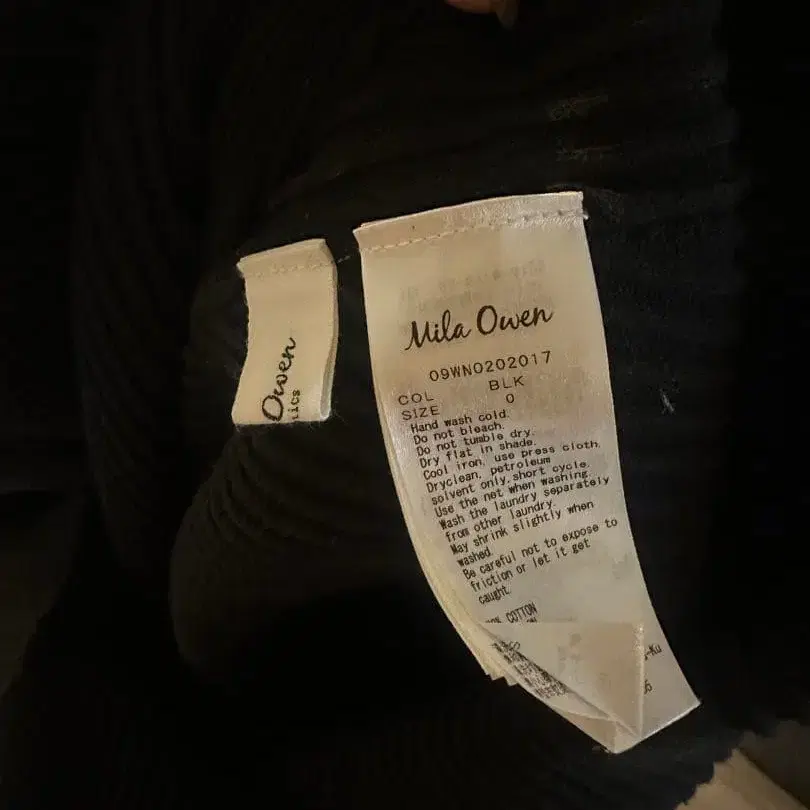 Owen
Mila Owen
09WNO202017
COL BLK
SIZE 0
Hand wash cold.
Do not bleach.
Do not tumble dry.
Dry flat in shade.
Cool iron, use press cloth.
Dryclean, petroleum
solvent only, short cycle.
Use the net when washing.
Wash the laundry separately
from other laundry.
May shrink slightly when
washed.
Be careful not to expose to
friction or let it get
caught.
COTTON